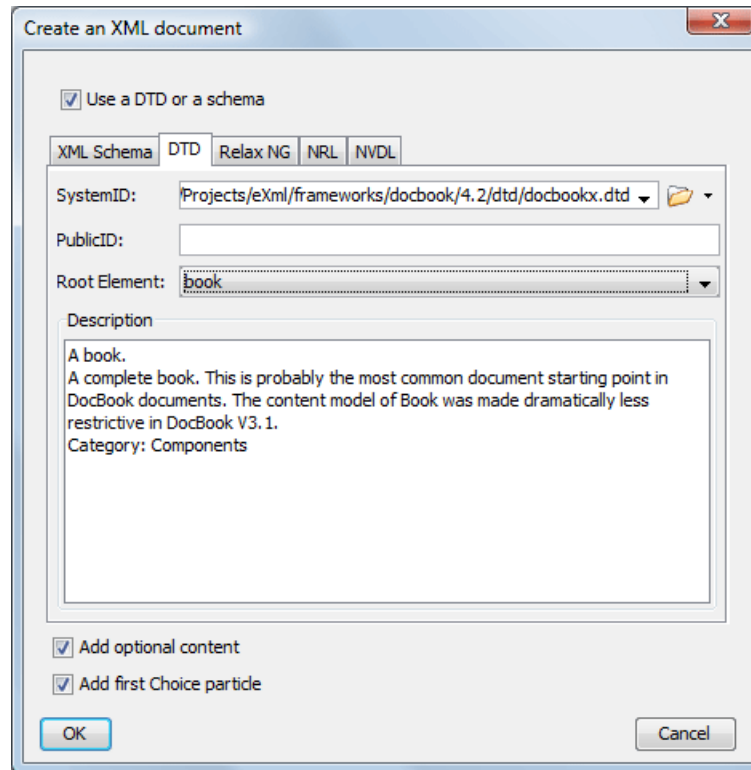 Create an XML document
Use a DTD or a schema
XML Schema DTD Relax NG NRL NVDL
SystemID: /Projects/eXml/frameworks/docbook/4.2/dtd/docbookx.dtd
PublicID:
Root Element: book
Description
A book.
A complete book. This is probably the most common document starting point in
DocBook documents. The content model of Book was made dramatically less
restrictive in DocBook V3.1.
Category: Components
Add optional content
Add first Choice particle
OK Cancel